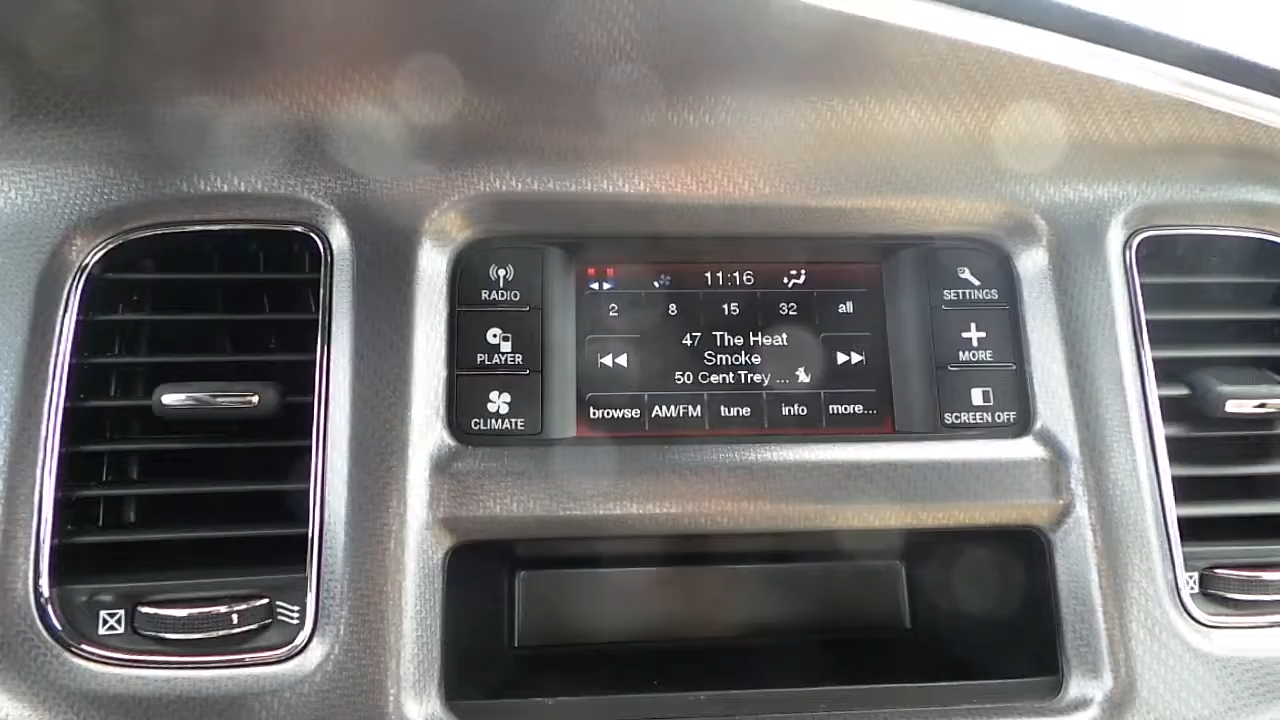 RADIO
PLAYER
CLIMATE
11:16
2 8 15 32 all
47 The Heat
Smoke
50 Cent Trey ...
browse AM/FM tune info more...
SETTINGS
MORE
SCREEN OFF